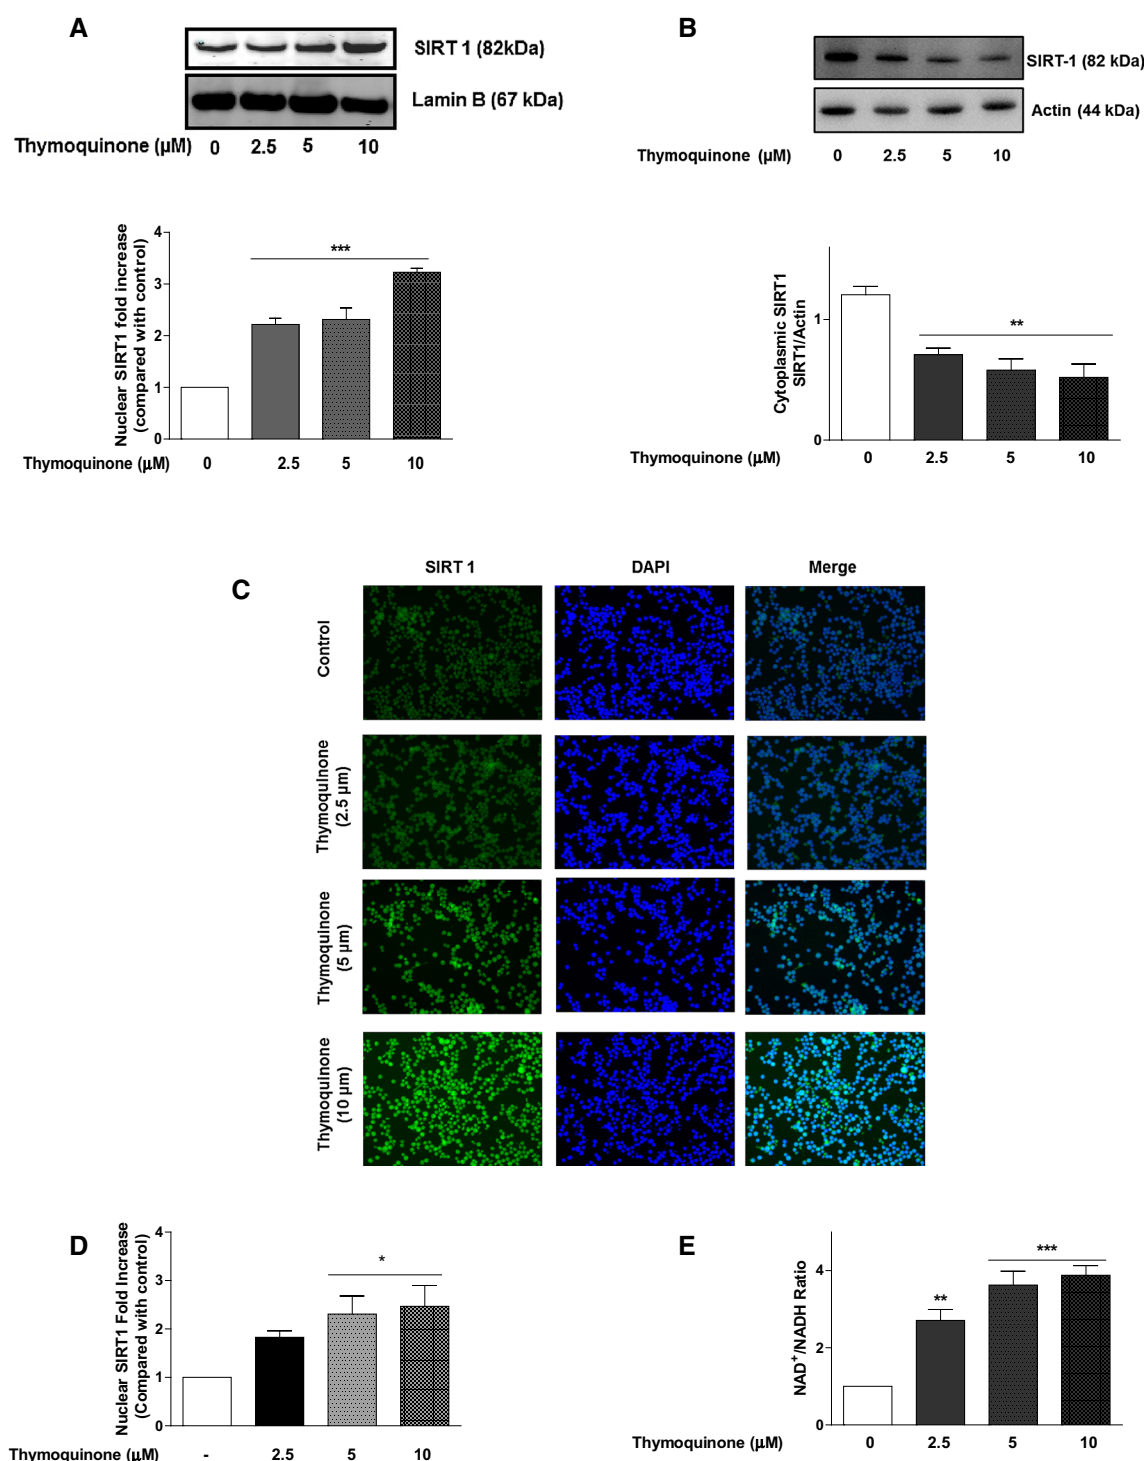 A
SIRT 1 (82kDa)
Lamin B (67 kDa)
Thymoquinone (µM) 0 2.5 5 10
Nuclear SIRT1 fold increase
(compared with control)
4
3
2
1
0
***
Thymoquinone (µM) 0 2.5 5 10
B
SIRT-1 (82 kDa)
Actin (44 kDa)
Thymoquinone (µM) 0 2.5 5 10
Cytoplasmic SIRT1
SIRT1/Actin
1
0
**
Thymoquinone (µM) 0 2.5 5 10
C
SIRT 1 DAPI Merge
Control
Thymoquinone
(2.5 µm)
Thymoquinone
(5 µm)
Thymoquinone
(10 µm)
D
Nuclear SIRT1 Fold Increase
(Compared with control)
4
3
2
1
0
*
Thymoquinone (µM) - 2.5 5 10
E
NAD+/NADH Ratio
4
2
0
**
***
Thymoquinone (µM) 0 2.5 5 10